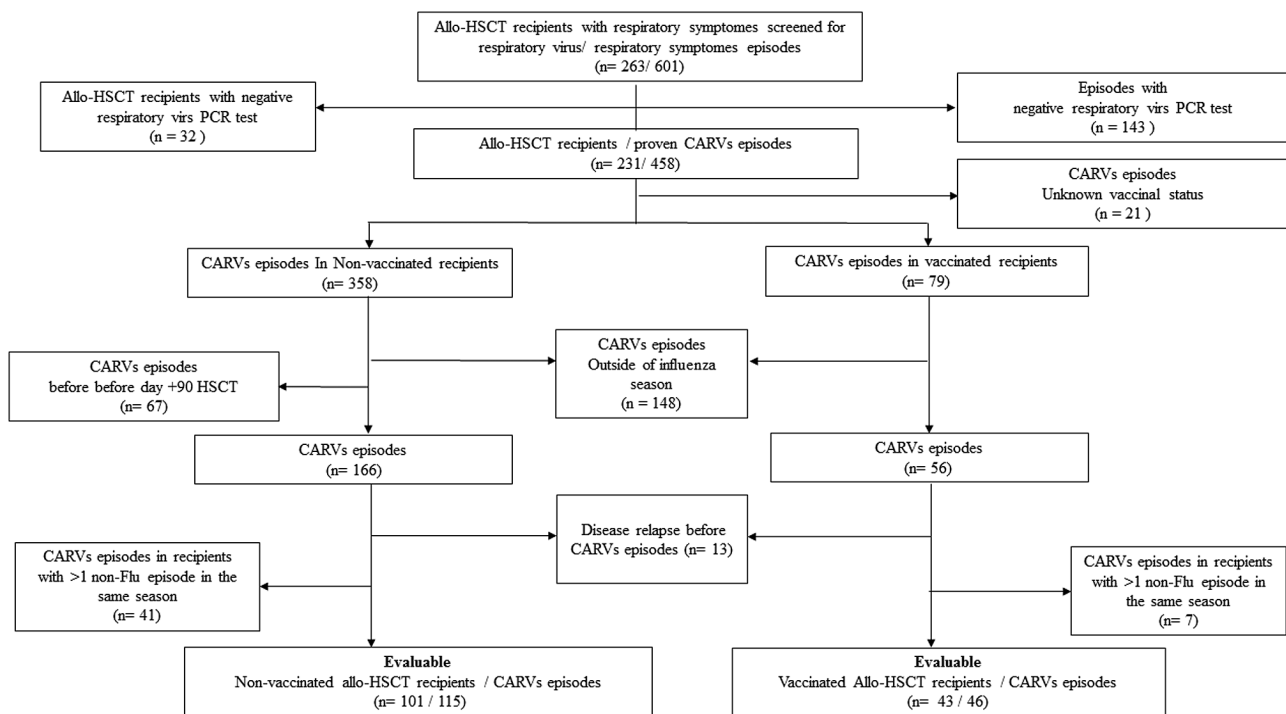 Allo-HSCT recipients with respiratory symptomes screened for
respiratory virus/ respiratory symptomes episodes
(n= 263/ 601)
Allo-HSCT recipients with negative
respiratory virs PCR test
(n = 32 )
Episodes with
negative respiratory virs PCR test
(n = 143 )
Allo-HSCT recipients / proven CARVs episodes
(n= 231/ 458)
CARVs episodes
Unknown vaccinal status
(n = 21 )
CARVs episodes In Non-vaccinated recipients
(n= 358)
CARVs episodes in vaccinated recipients
(n= 79)
CARVs episodes
Outside of influenza
season
(n = 148)
CARVs episodes
before before day +90 HSCT
(n= 67)
CARVs episodes
(n= 166)
CARVs episodes
(n= 56)
Disease relapse before
CARVs episodes (n= 13)
CARVs episodes in recipients
with >1 non-Flu episode in the
same season
(n= 41)
CARVs episodes in recipients
with >1 non-Flu episode in
the same season
(n= 7)
Evaluable
Non-vaccinated allo-HSCT recipients / CARVs episodes
(n= 101 / 115)
Evaluable
Vaccinated Allo-HSCT recipients / CARVs episodes
(n= 43 / 46)